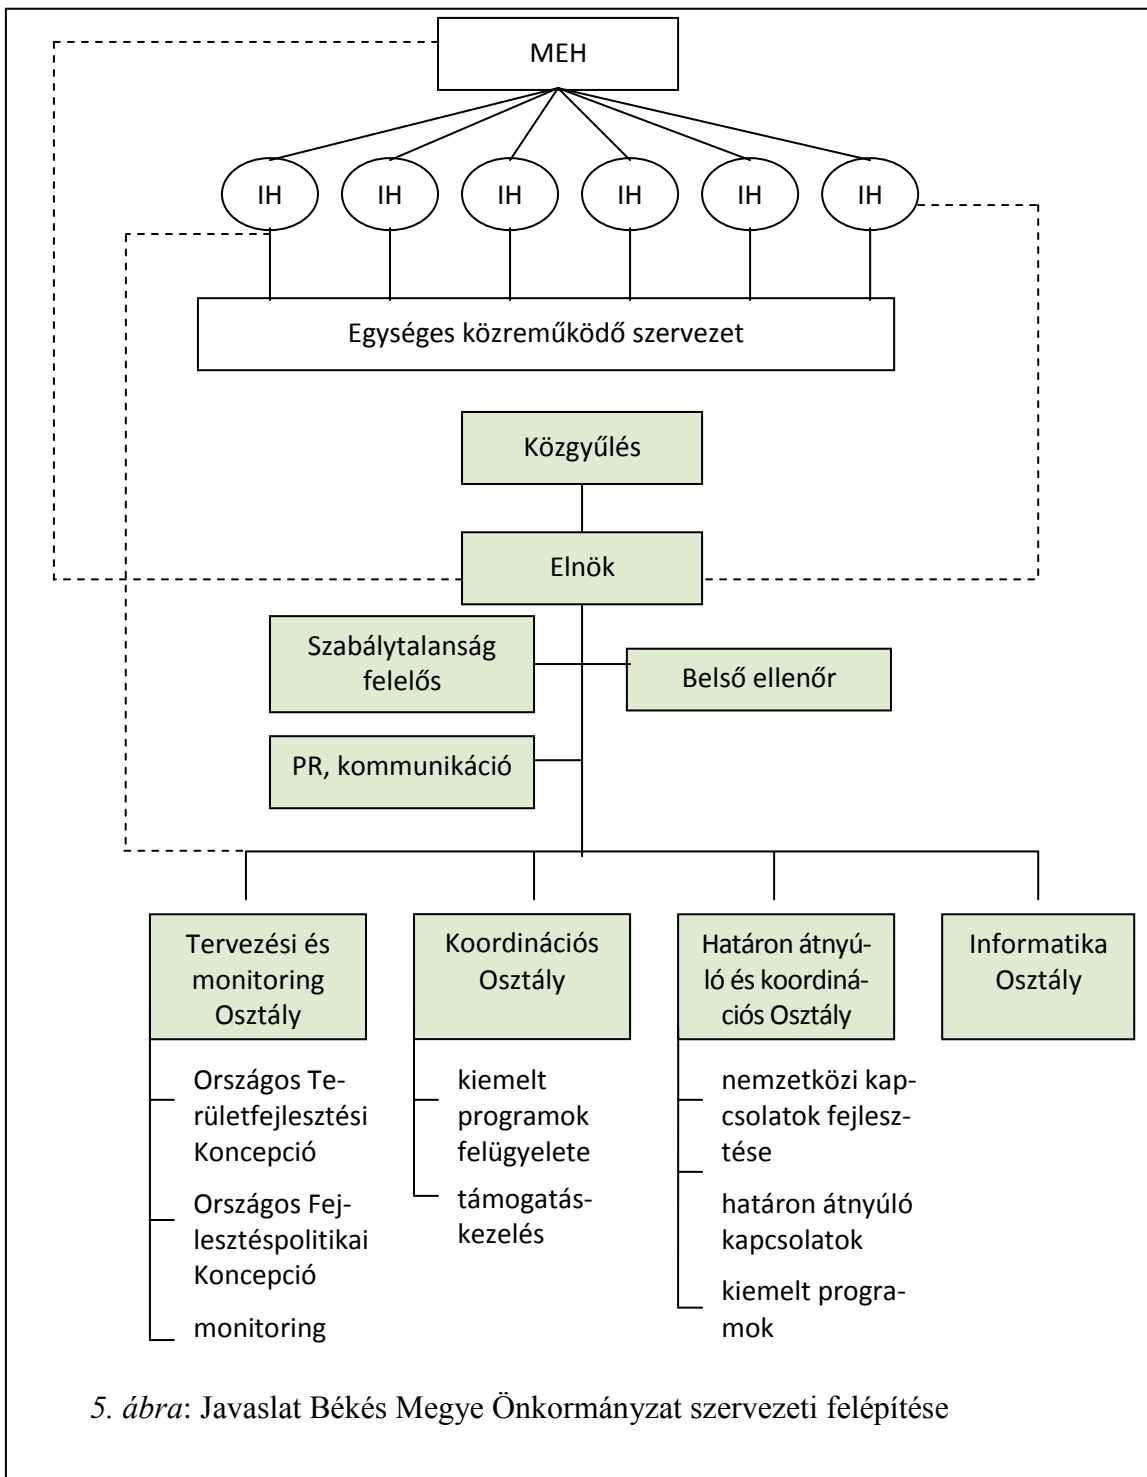 MEH
IH IH IH IH IH IH
Egységes közreműködő szervezet
Közgyűlés
Elnök
Szabálytalanság
felelős
Belső ellenőr
PR, kommunikáció
Tervezési és
monitoring
Osztály
Országos Te-
rületfejlesztési
Koncepció
Országos Fej-
lesztéspolitikai
Koncepció
monitoring
Koordinációs
Osztály
kiemelt
programok
felügyelete
támogatás-
kezelés
Határon átnyú-
ló és koordiná-
ciós Osztály
nemzetközi kap-
csolatok fejlesz-
tése
határon átnyúló
kapcsolatok
kiemelt progra-
mok
Informatika
Osztály
5. ábra: Javaslat Békés Megye Önkormányzat szervezeti felépítése